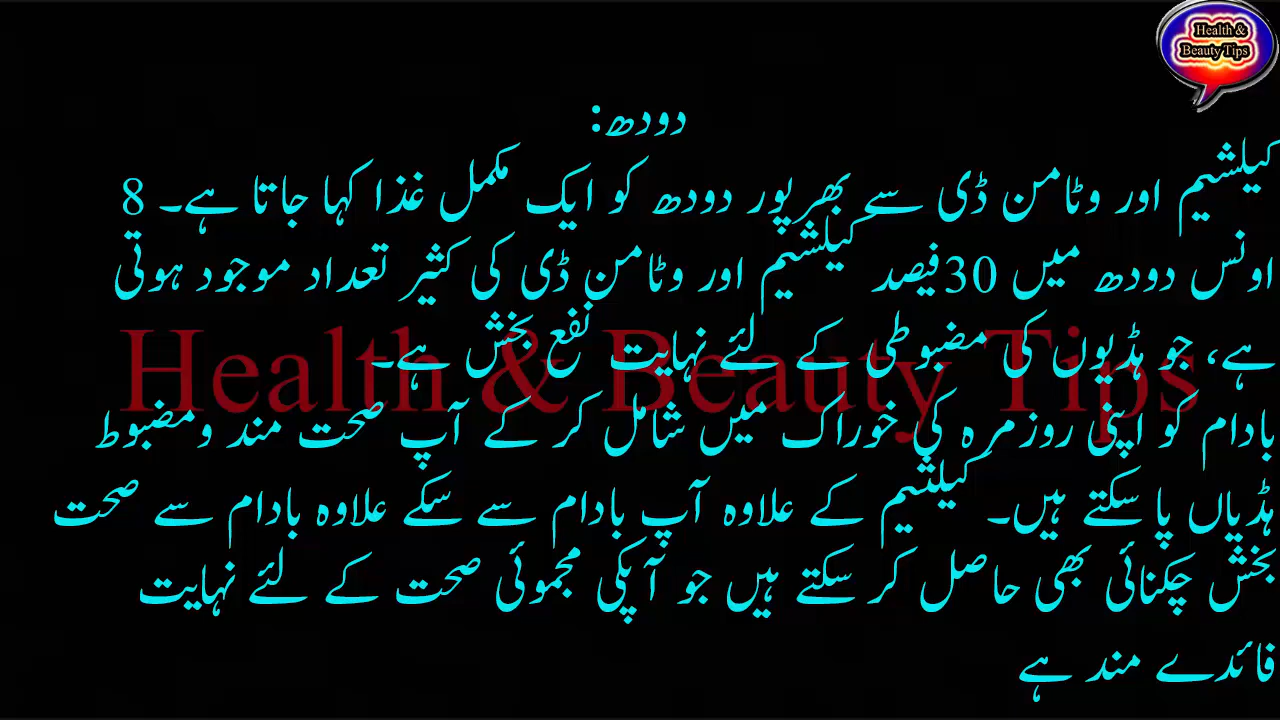 Health &
Beauty Tips
دودھ:
کیلشیم اور وٹامن ڈی سے بھرپور دودھ کو ایک مکمل غذا کہا جاتا ہے۔ 8
اونس دودھ میں 30فیصد کیلشیم اور وٹامن ڈی کی کثیر تعداد موجود ہوتی
ہے، جو ہڈیوں کی مضبوطی کے لئے نہایت نفع بخش ہے۔
Health & Beauty Tips
بادام کو اپنی روزمرہ کی خوراک میں شامل کر کے آپ صحت مند ومضبوط
ہڈیاں پا سکتے ہیں۔ کیلشیم کے علاوہ آپ بادام سے سکے علاوہ بادام سے صحت
بخش چکنائی بھی حاصل کر سکتے ہیں جو آپکی مجموئی صحت کے لئے نہایت
فائدے مند ہے